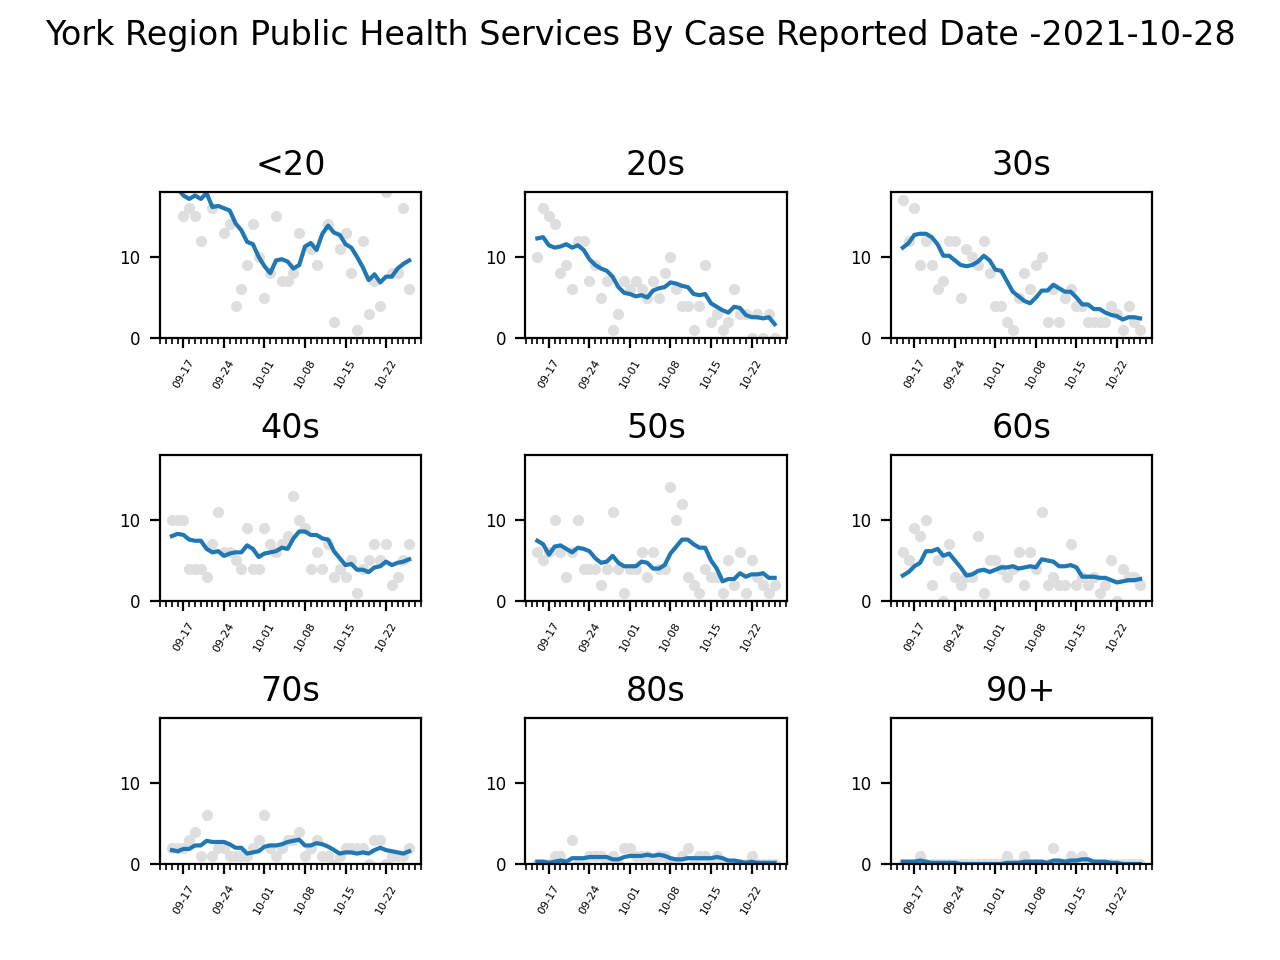 York Region Public Health Services By Case Reported Date -2021-10-28
<20 20s 30s
10 10 10
0 0 0
09-17 09-24 10-01 10-08 10-15 10-22 09-17 09-24 10-01 10-08 10-15 10-22 09-17 09-24 10-01 10-08 10-15 10-22
40s 50s 60s
10 10 10
0 0 0
09-17 09-24 10-01 10-08 10-15 10-22 09-17 09-24 10-01 10-08 10-15 10-22 09-17 09-24 10-01 10-08 10-15 10-22
70s 80s 90+
10 10 10
0 0 0
09-17 09-24 10-01 10-08 10-15 10-22 09-17 09-24 10-01 10-08 10-15 10-22 09-17 09-24 10-01 10-08 10-15 10-22